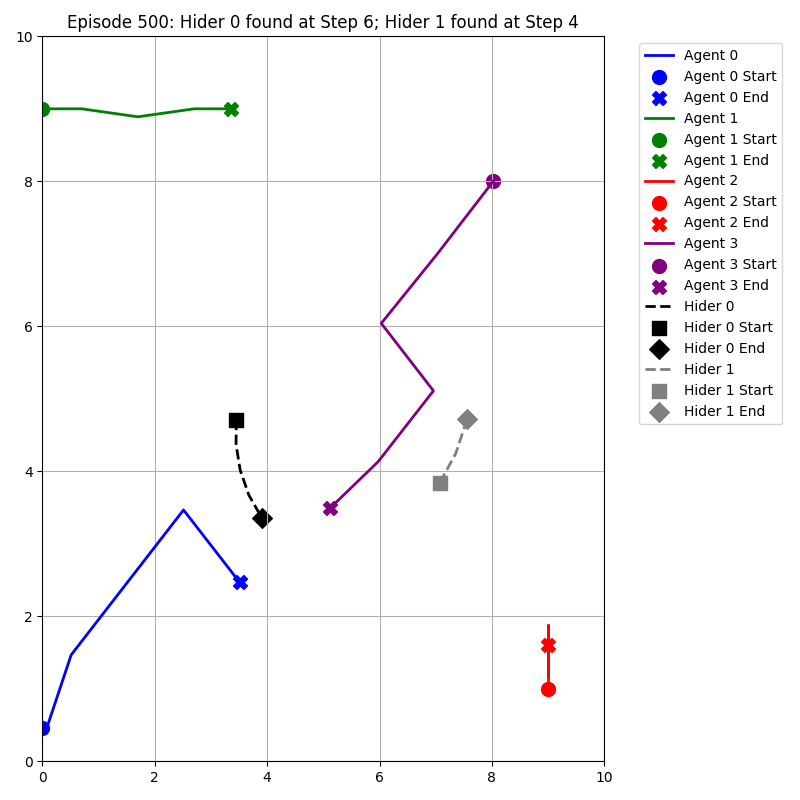 Episode 500: Hider 0 found at Step 6; Hider 1 found at Step 4
10
8
6
4
2
0
0 2 4 6 8 10
Agent 0
Agent 0 Start
Agent 0 End
Agent 1
Agent 1 Start
Agent 1 End
Agent 2
Agent 2 Start
Agent 2 End
Agent 3
Agent 3 Start
Agent 3 End
Hider 0
Hider 0 Start
Hider 0 End
Hider 1
Hider 1 Start
Hider 1 End